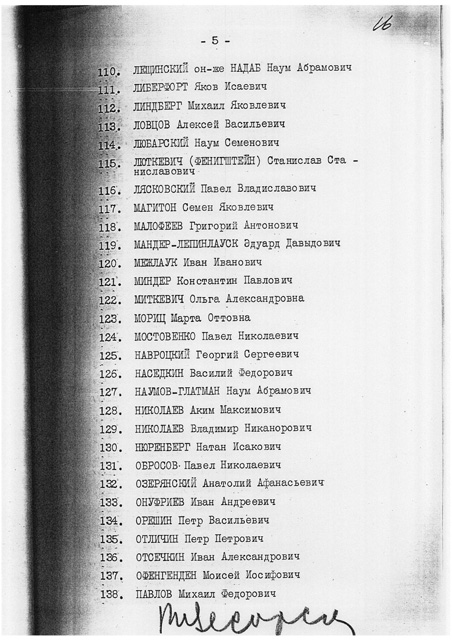 16
- 5 -
110. ЛЕЩИНСКИЙ он-же НАДАБ Наум Абрамович
111. ЛИБЕРФОРТ Яков Исаевич
112. ЛИНДБЕРГ Михаил Яковлевич
113. ЛОВЦОВ Алексей Васильевич
114. ЛЮБАРСКИЙ Наум Семенович
115. ЛЮТКЕВИЧ (ФЕНИГШТЕЙН) Станислав Ста -
ниславович
116. ЛЯСКОВСКИЙ Павел Владиславович
117. МАГИТОН Семен Яковлевич
118. МАЛОФЕЕВ Григорий Антонович
119. МАНДЕР-ЛЕПИНЛАУСК Эдуард Давыдович
120. МЕЖЛАУК Иван Иванович
121. МИНДЕР Константин Павлович
122. МИТКЕВИЧ Ольга Александровна
123. МОРИЦ Марта Оттовна
124. МОСТОВЕНКО Павел Николаевич
125. НАВРОЦКИЙ Георгий Сергеевич
126. НАСЕДКИН Василий Федорович
127. НАУМОВ-ГЛАТМАН Наум Абрамович
128. НИКОЛАЕВ Аким Максимович
129. НИКОЛАЕВ Владимир Никанорович
130. НЮРЕНБЕРГ Натан Исакович
131. ОБРОСОВ Павел Николаевич
132. ОЗЕРЯНСКИЙ Анатолий Афанасьевич
133. ОНУФРИЕВ Иван Андреевич
134. ОРЕШИН Петр Васильевич
135. ОТЛИЧИН Петр Петрович
136. ОТСЕЧКИН Иван Александрович
137. ОФЕНГЕНДЕН Моисей Иосифович
138. ПАВЛОВ Михаил Федорович